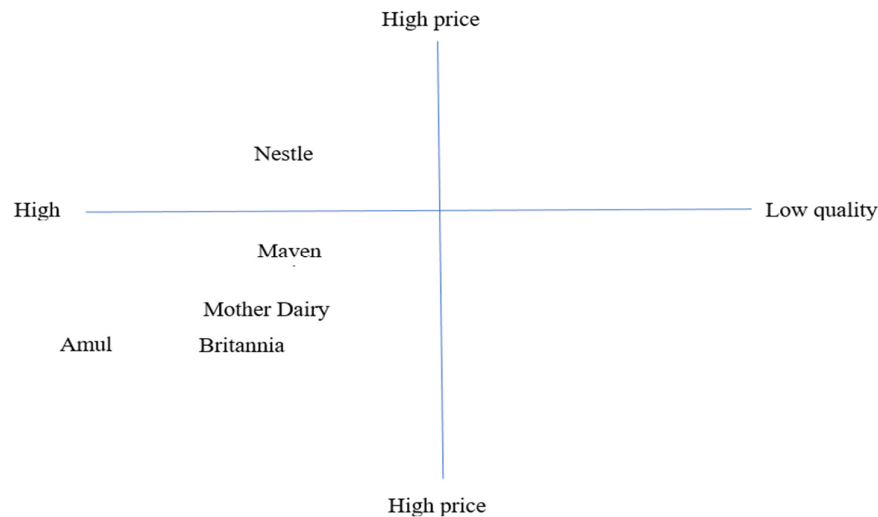 High price
Nestle
High
Low quality
Maven
Mother Dairy
Amul
Britannia
High price